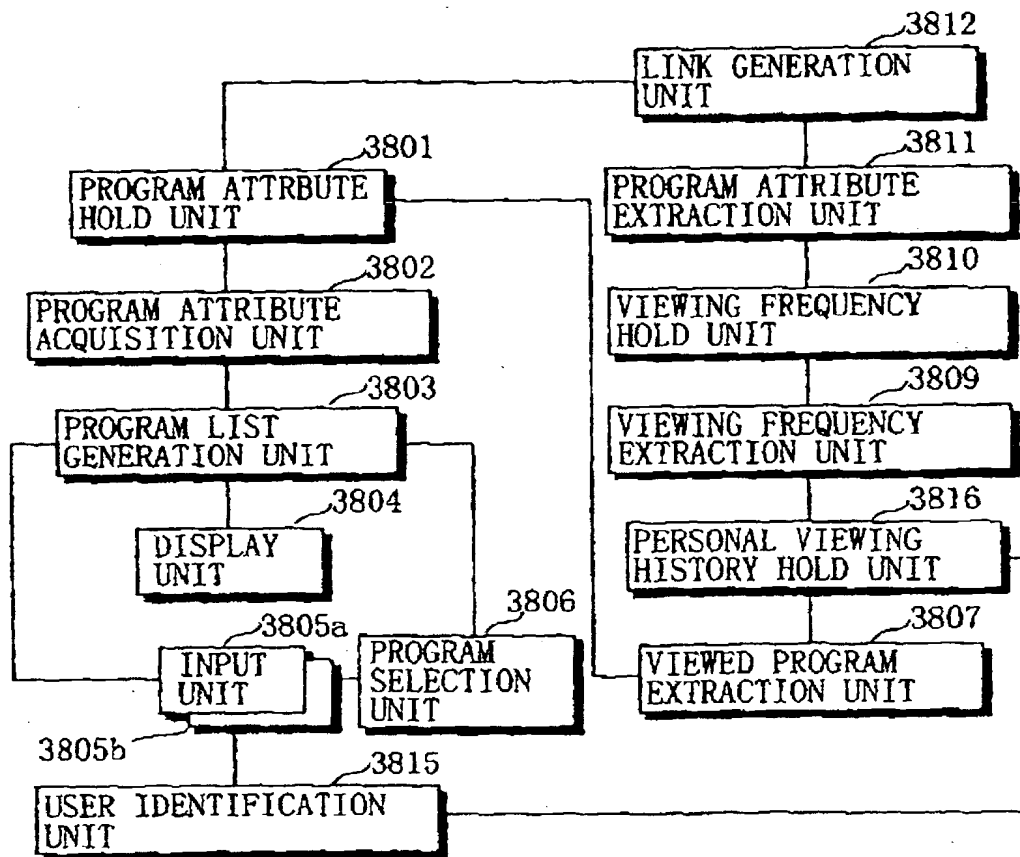 3812
LINK GENERATION
UNIT
3801
PROGRAM ATTRBUTE
HOLD UNIT
3811
PROGRAM ATTRIBUTE
EXTRACTION UNIT
3802
PROGRAM ATTRIBUTE
ACQUISITION UNIT
3810
VIEWING FREQUENCY
HOLD UNIT
3803
PROGRAM LIST
GENERATION UNIT
3809
VIEWING FREQUENCY
EXTRACTION UNIT
3804
DISPLAY
UNIT
3816
PERSONAL VIEWING
HISTORY HOLD UNIT
3805a
INPUT
UNIT
3805b
3806
PROGRAM
SELECTION
UNIT
3807
VIEWED PROGRAM
EXTRACTION UNIT
3815
USER IDENTIFICATION
UNIT